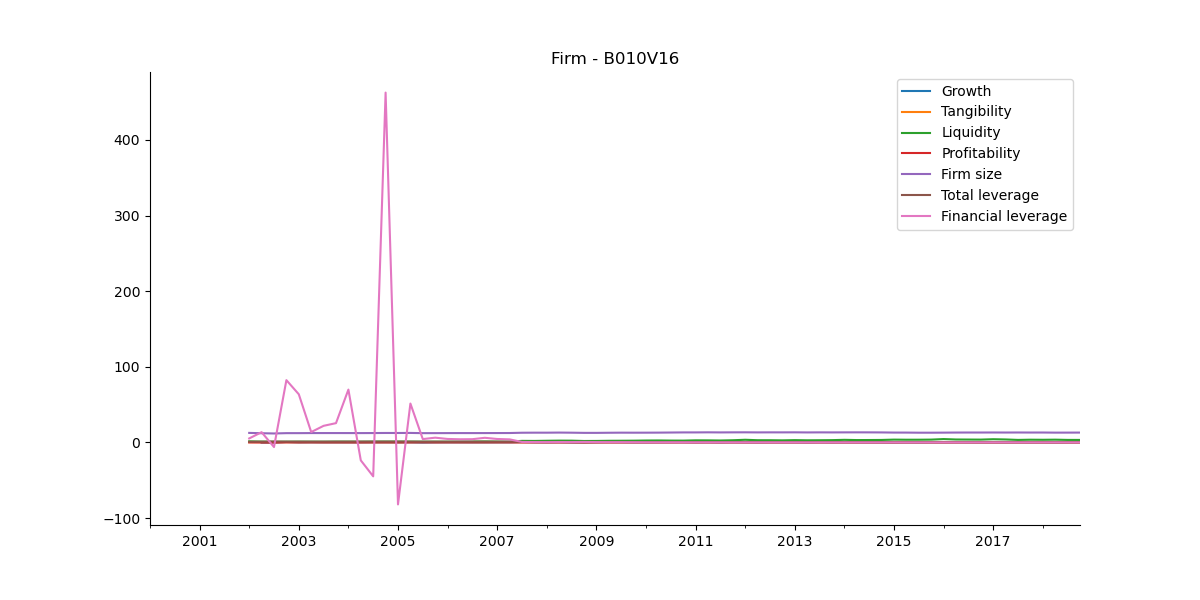 Firm - B010V16
Growth
Tangibility
Liquidity
Profitability
Firm size
Total leverage
Financial leverage
400
300
200
100
0
−100
2001 2003 2005 2007 2009 2011 2013 2015 2017